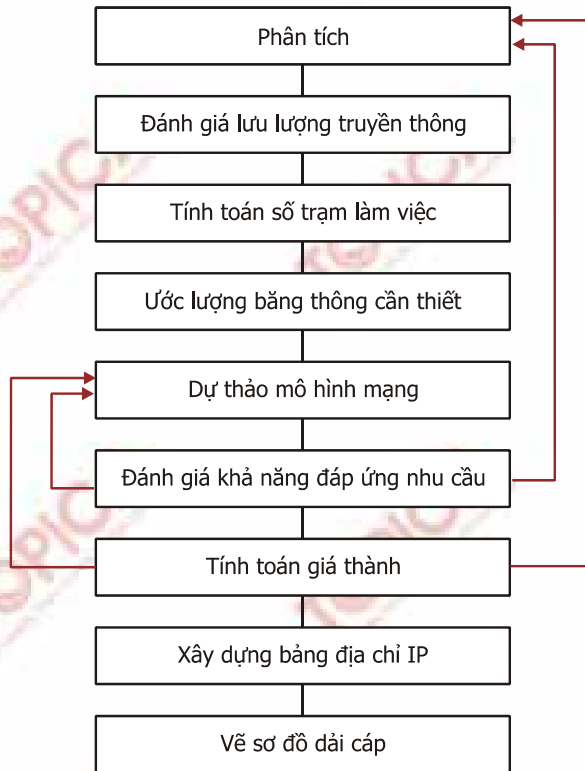 Phân tích
Đánh giá lưu lượng truyền thông
Tính toán số trạm làm việc
Ước lượng băng thông cần thiết
Dự thảo mô hình mạng
Đánh giá khả năng đáp ứng nhu cầu
Tính toán giá thành
Xây dựng bảng địa chỉ IP
Vẽ sơ đồ dải cáp